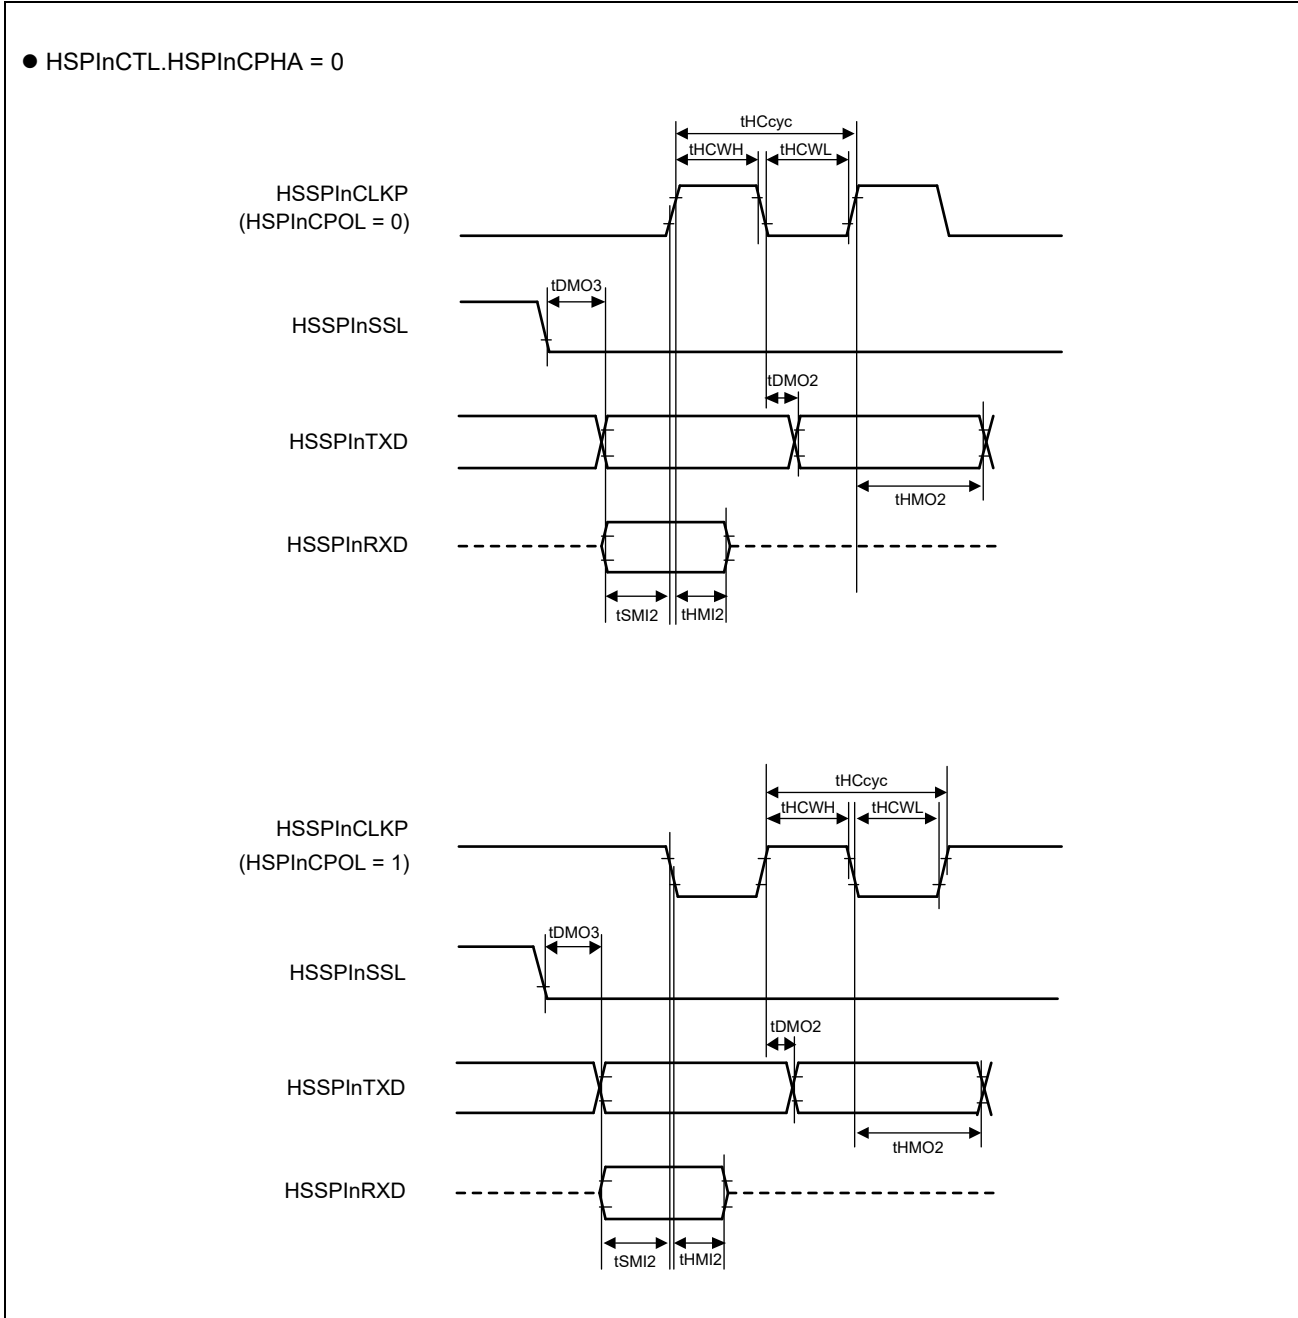 ● HSPInCTL.HSPInCPHA = 0
tHCcyc
tHCWH
tHCWL
HSSPInCLKP
(HSPInCPOL = 0)
tDMO3
HSSPInSSL
tDMO2
HSSPInTXD
tHMO2
HSSPInRXD
tSMI2
tHMI2
tHCcyc
tHCWH
tHCWL
HSSPInCLKP
(HSPInCPOL = 1)
tDMO3
HSSPInSSL
tDMO2
HSSPInTXD
tHMO2
HSSPInRXD
tSMI2
tHMI2